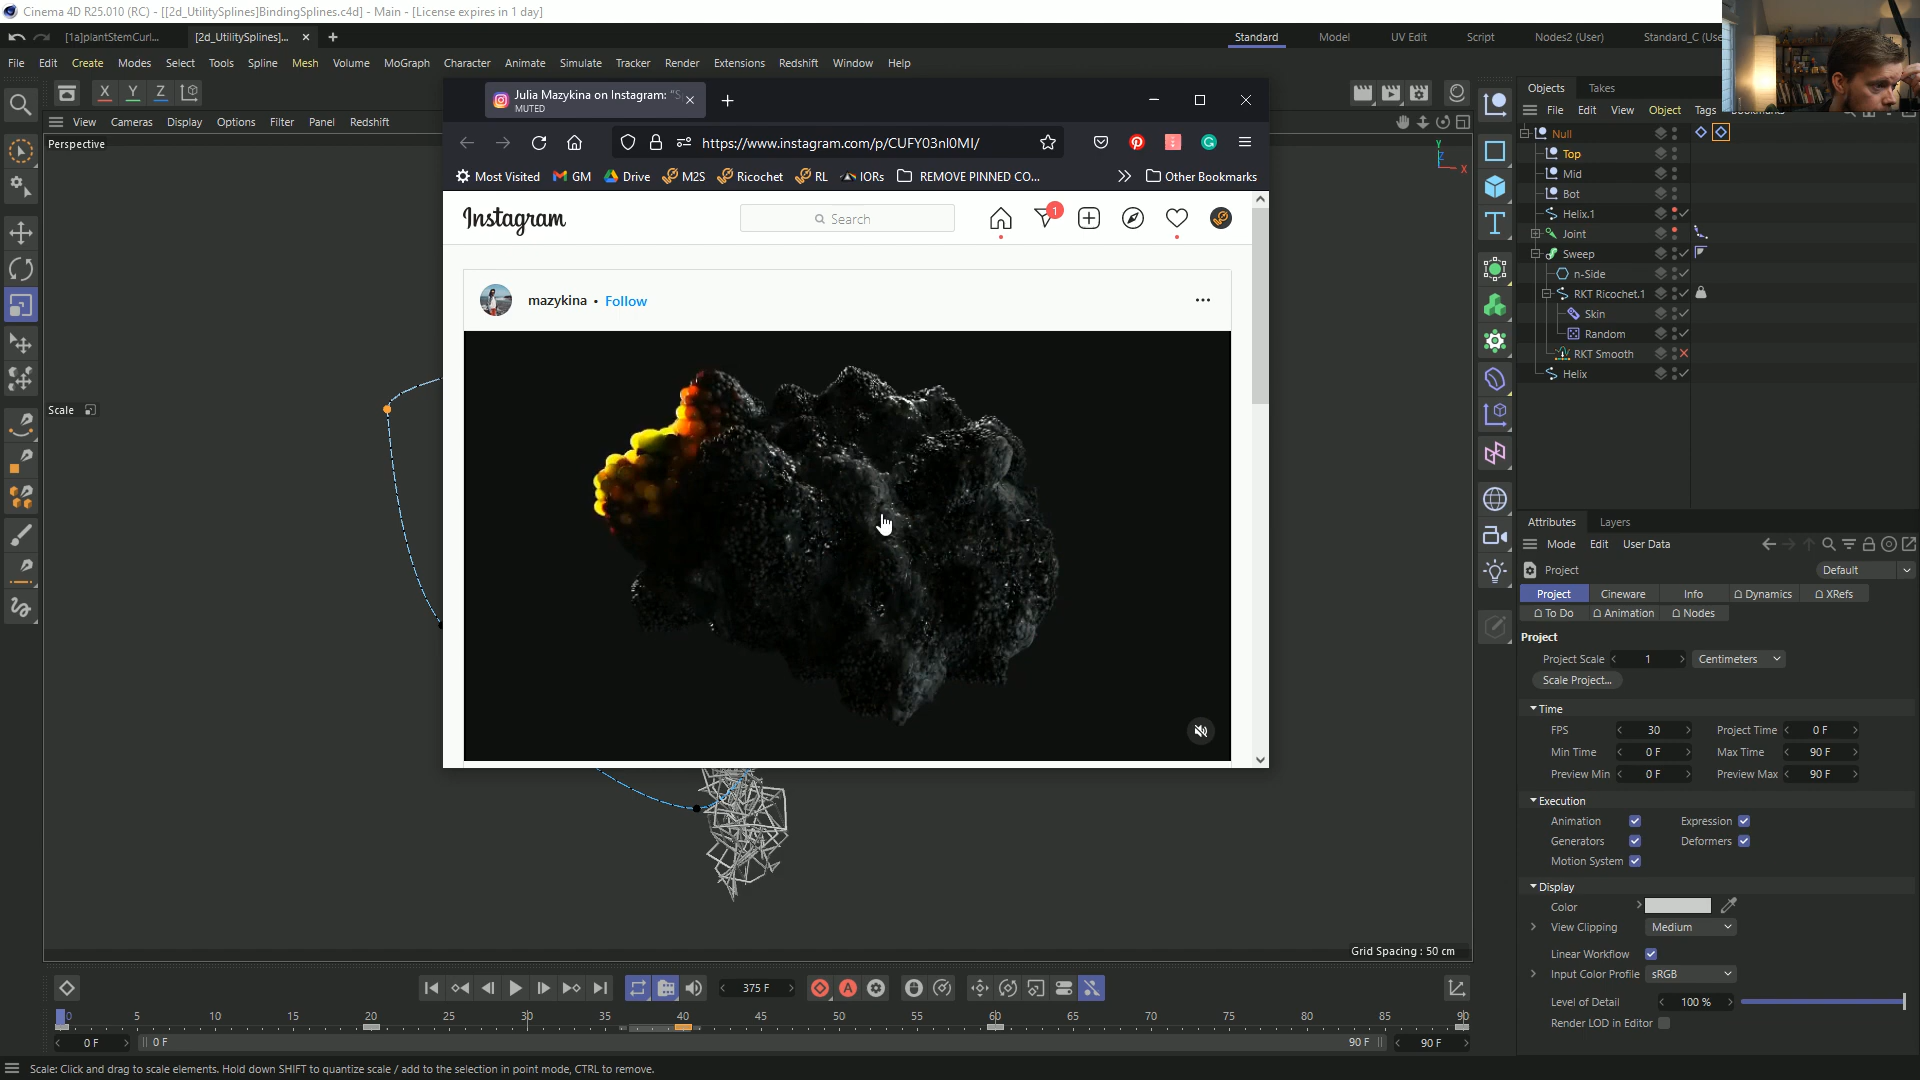 Cinema 4D R25.010 (RC) - [[2d_UtilitySplines]BindingSplines.c4d] - Main - [License expires in 1 day]
[1a]plantStemCurl...
[2d_UtilitySplines]...
Standard
Model
UV Edit
Script
Nodes2 (User)
Standard_C (Use
File Edit Create Modes Select Tools Spline Mesh Volume MoGraph Character Animate Simulate Tracker Render Extensions Redshift Window Help
X Y Z
View Cameras Display Options Filter Panel Redshift
Perspective
Scale
Julia Mazykina on Instagram: "S
MUTED
https://www.instagram.com/p/CUFY03nl0MI/
Most Visited GM Drive M2S Ricochet RL IORs REMOVE PINNED CO... Other Bookmarks
Instagram
Search
1
mazykina • Follow
Y
Z
X
Grid Spacing : 50 cm
Objects Takes
File Edit View Object Tags
Null
Top
Mid
Bot
Helix.1
Joint
Sweep
n-Side
RKT Ricochet.1
Skin
Random
RKT Smooth
Helix
Attributes Layers
Mode Edit User Data
Project Default
Project Cineware Info Dynamics XRefs
To Do Animation Nodes
Project
Project Scale 1 Centimeters
Scale Project...
Time
FPS 30 Project Time 0 F
Min Time 0 F Max Time 90 F
Preview Min 0 F Preview Max 90 F
Execution
Animation Expression
Generators Deformers
Motion System
Display
Color
View Clipping Medium
Linear Workflow
Input Color Profile sRGB
Level of Detail 100 %
Render LOD in Editor
375 F
0 5 10 15 20 25 30 35 40 45 50 55 60 65 70 75 80 85 90
0 F 0 F 90 F 90 F
Scale: Click and drag to scale elements. Hold down SHIFT to quantize scale / add to the selection in point mode, CTRL to remove.